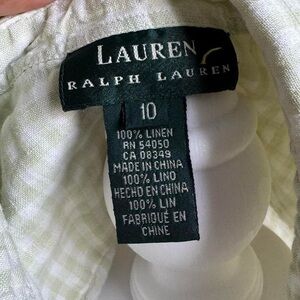 LAUREN
RALPH LAUREN
10
100% LINEN
RN 54050
CA 08349
MADE IN CHINA
100% LINO
HECHO EN CHINA
100% LIN
FABRIQUÉ EN
CHINE